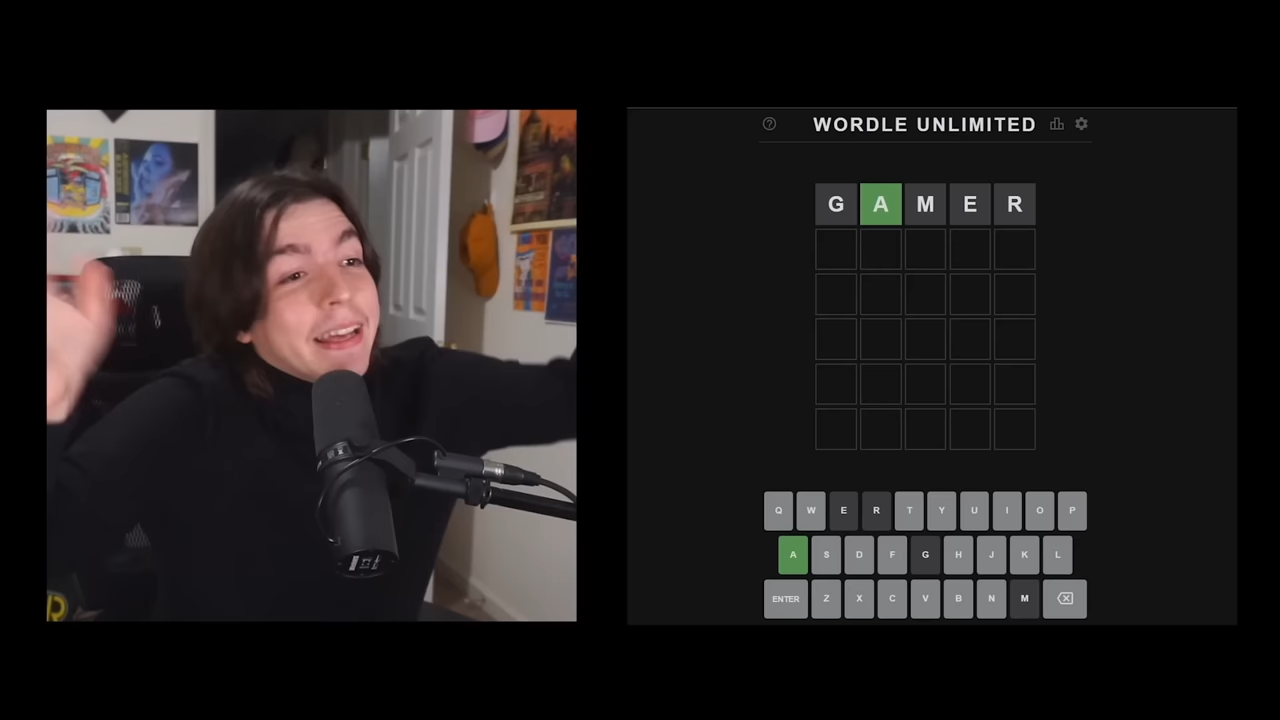 WORDLE UNLIMITED
G A M E R
Q W E R T Y U I O P
A S D F G H J K L
ENTER Z X C V B N M